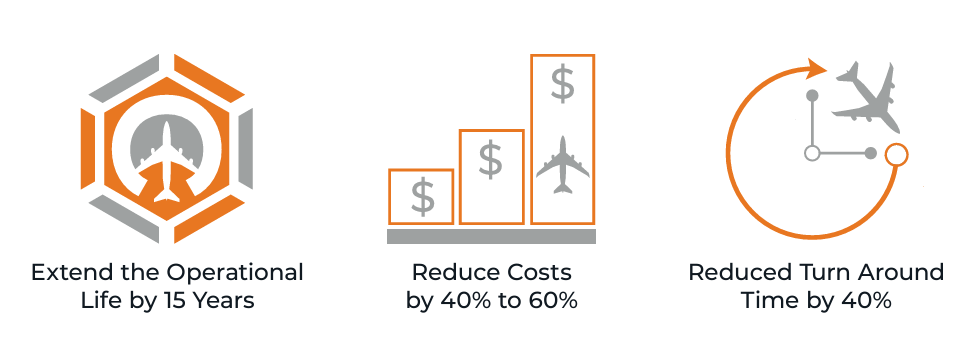 $
$
$
Extend the Operational
Life by 15 Years
Reduce Costs
by 40% to 60%
Reduced Turn Around
Time by 40%